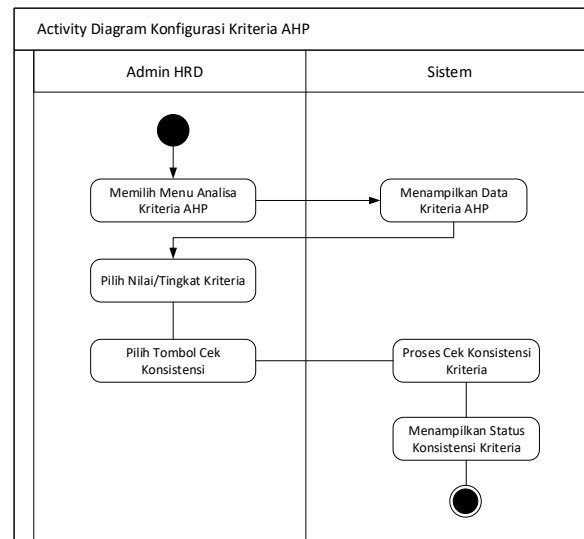 Activity Diagram Konfigurasi Kriteria AHP
Admin HRD
Sistem
Memilih Menu Analisa
Kriteria AHP
Menampilkan Data
Kriteria AHP
Pilih Nilai/Tingkat Kriteria
Pilih Tombol Cek
Konsistensi
Proses Cek Konsistensi
Kriteria
Menampilkan Status
Konsistensi Kriteria